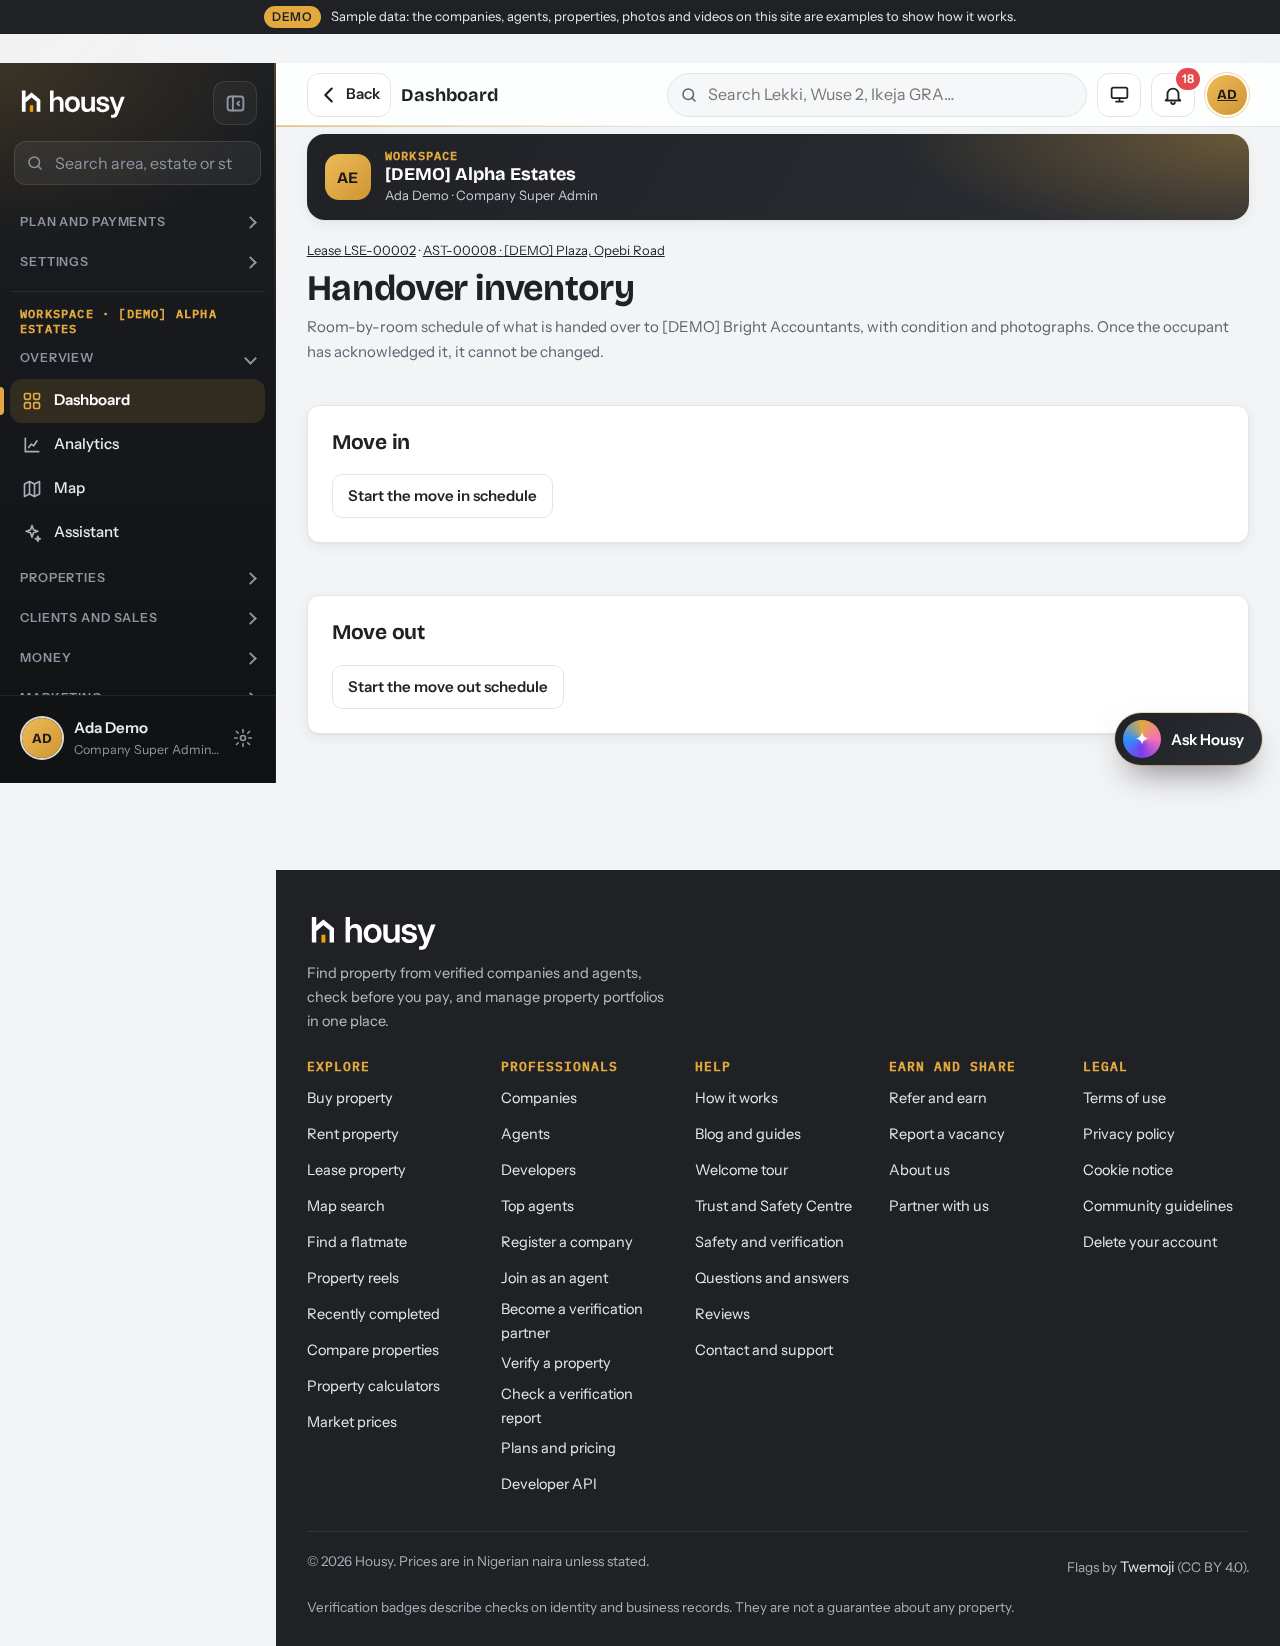 DEMO Sample data: the companies, agents, properties, photos and videos on this site are examples to show how it works.
housy
Search area, estate or st
PLAN AND PAYMENTS
SETTINGS
WORKSPACE · [DEMO] ALPHA
ESTATES
OVERVIEW
Dashboard
Analytics
Map
Assistant
PROPERTIES
CLIENTS AND SALES
MONEY
MARKETING
AD
Ada Demo
Company Super Admin...
Back
Dashboard
Search Lekki, Wuse 2, Ikeja GRA...
18
AD
AE
WORKSPACE
[DEMO] Alpha Estates
Ada Demo · Company Super Admin
Lease LSE-00002 · AST-00008 · [DEMO] Plaza, Opebi Road
Handover inventory
Room-by-room schedule of what is handed over to [DEMO] Bright Accountants, with condition and photographs. Once the occupant
has acknowledged it, it cannot be changed.
Move in
Start the move in schedule
Move out
Start the move out schedule
Ask Housy
housy
Find property from verified companies and agents,
check before you pay, and manage property portfolios
in one place.
EXPLORE
Buy property
Rent property
Lease property
Map search
Find a flatmate
Property reels
Recently completed
Compare properties
Property calculators
Market prices
PROFESSIONALS
Companies
Agents
Developers
Top agents
Register a company
Join as an agent
Become a verification
partner
Verify a property
Check a verification
report
Plans and pricing
Developer API
HELP
How it works
Blog and guides
Welcome tour
Trust and Safety Centre
Safety and verification
Questions and answers
Reviews
Contact and support
EARN AND SHARE
Refer and earn
Report a vacancy
About us
Partner with us
LEGAL
Terms of use
Privacy policy
Cookie notice
Community guidelines
Delete your account
© 2026 Housy. Prices are in Nigerian naira unless stated.
Flags by Twemoji (CC BY 4.0).
Verification badges describe checks on identity and business records. They are not a guarantee about any property.